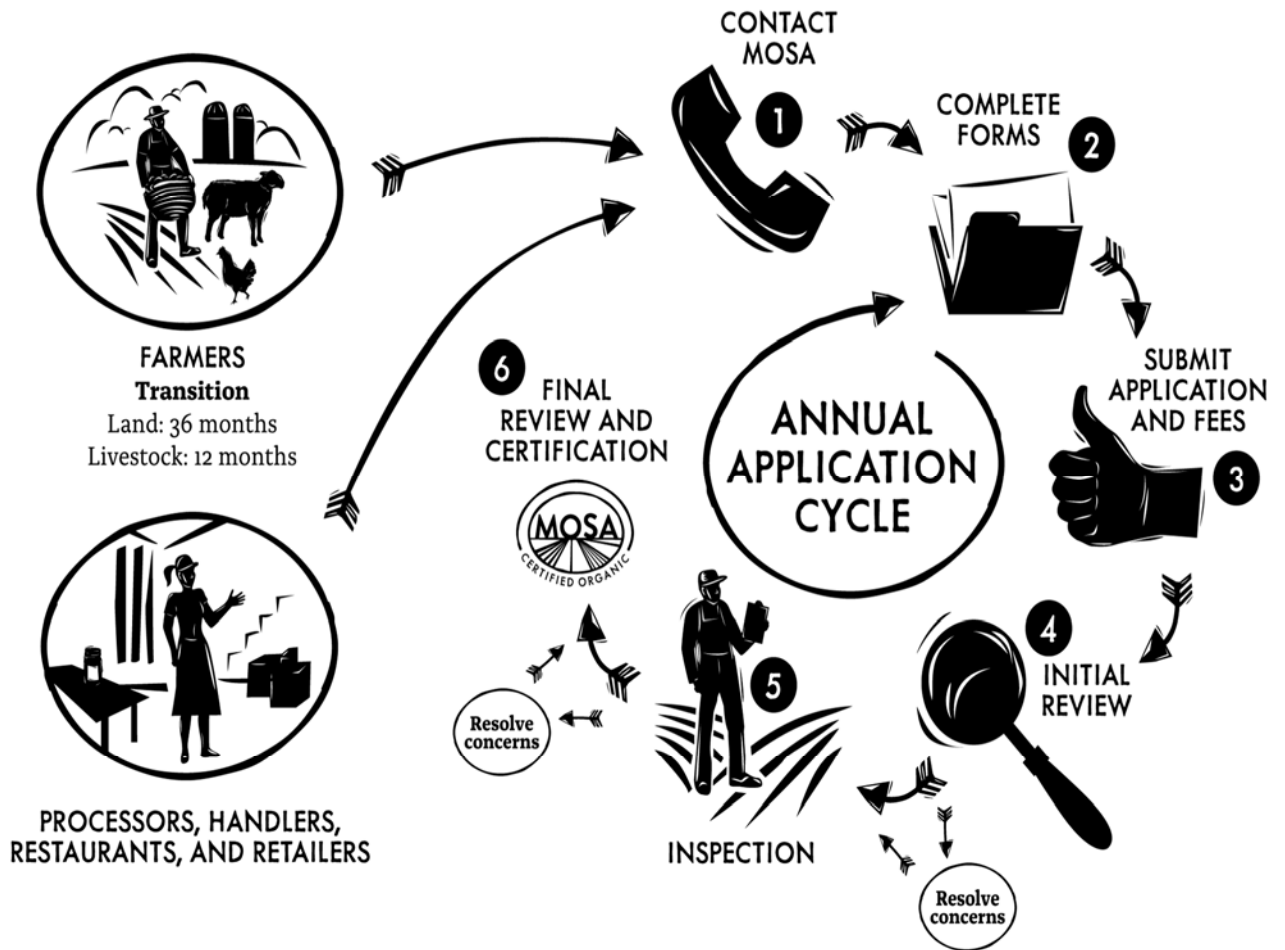 FARMERS
Transition
Land: 36 months
Livestock: 12 months
PROCESSORS, HANDLERS,
RESTAURANTS, AND RETAILERS
CONTACT
MOSA
1
COMPLETE
FORMS
2
SUBMIT
APPLICATION
AND FEES
3
4
INITIAL
REVIEW
Resolve
concerns
5
INSPECTION
Resolve
concerns
6
FINAL
REVIEW AND
CERTIFICATION
MOSA
CERTIFIED ORGANIC
ANNUAL
APPLICATION
CYCLE